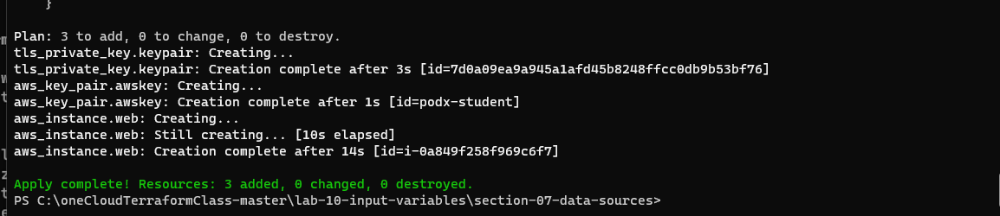 }
Plan: 3 to add, 0 to change, 0 to destroy.
tls_private_key.keypair: Creating...
tls_private_key.keypair: Creation complete after 3s [id=7d0a09ea9a945a1afd45b8248ffcc0db9b53bf76]
aws_key_pair.awskey: Creating...
aws_key_pair.awskey: Creation complete after 1s [id=podx-student]
aws_instance.web: Creating...
aws_instance.web: Still creating... [10s elapsed]
aws_instance.web: Creation complete after 14s [id=i-0a849f258f969c6f7]
Apply complete! Resources: 3 added, 0 changed, 0 destroyed.
PS C:\oneCloudTerraformClass-master\lab-10-input-variables\section-07-data-sources>